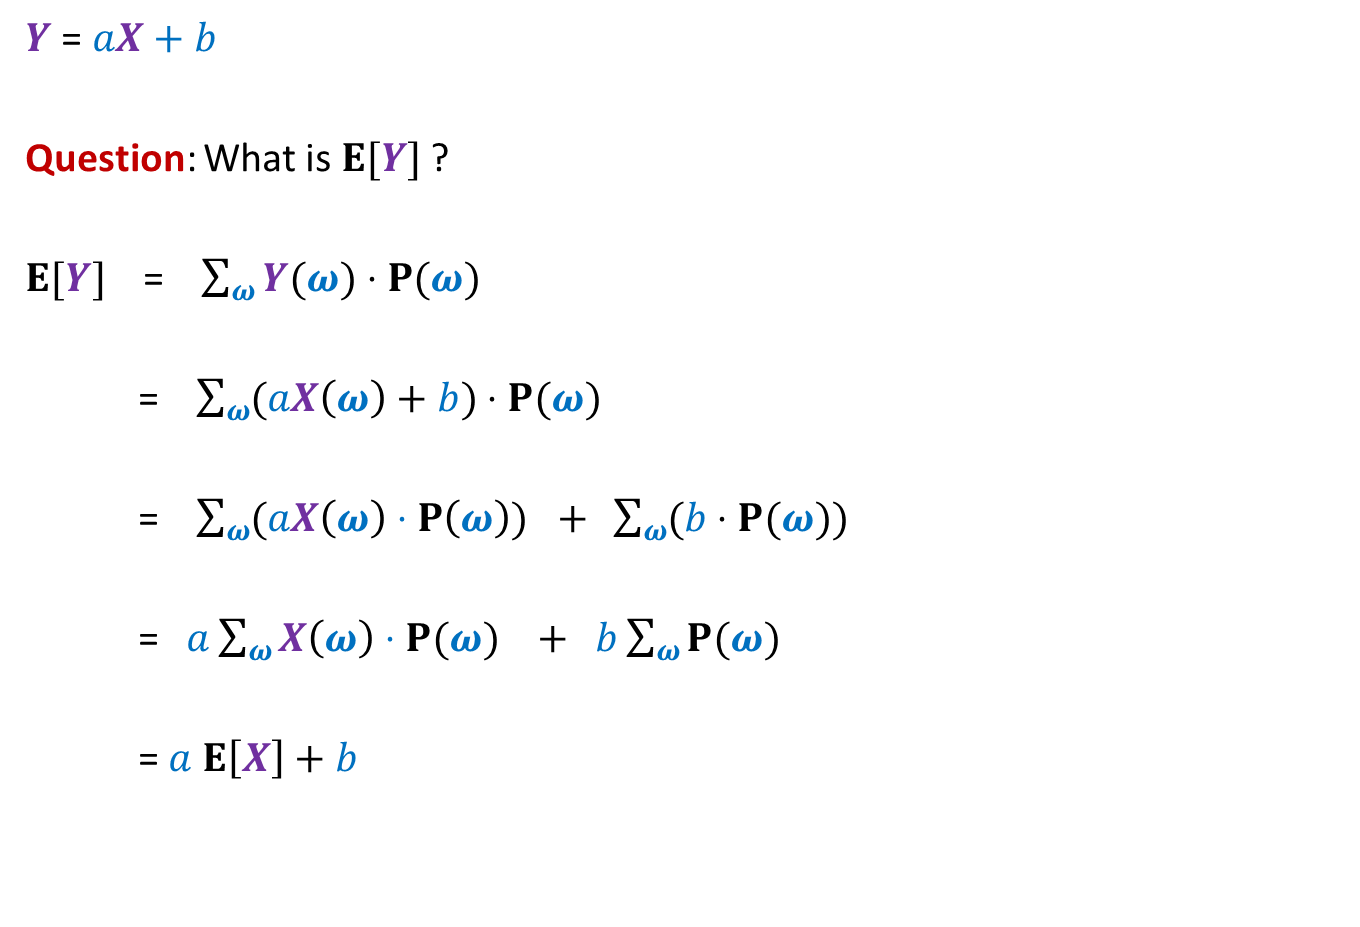 Y = aX + b
Question: What is E[Y] ?
E[Y] = ∑ω Y(ω) · P(ω)
= ∑ω(aX(ω) + b) · P(ω)
= ∑ω(aX(ω) · P(ω)) + ∑ω(b · P(ω))
= a ∑ω X(ω) · P(ω) + b ∑ω P(ω)
= a E[X] + b